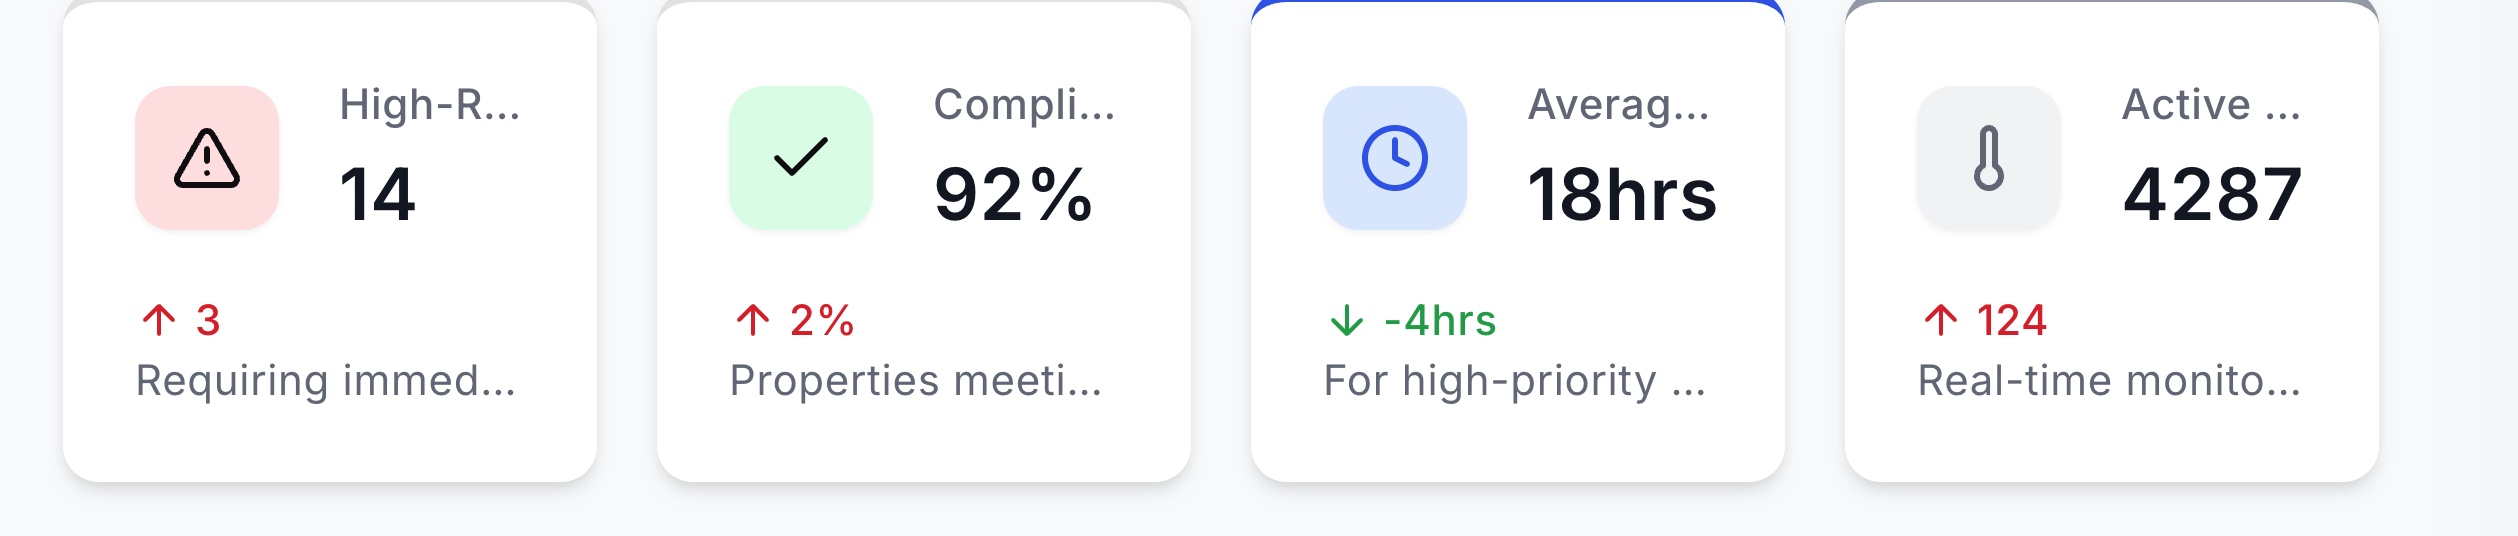 High-R...
14
↑ 3
Requiring immed...
Compli...
92%
↑ 2%
Properties meeti...
Averag...
18hrs
↓ -4hrs
For high-priority ...
Active ...
4287
↑ 124
Real-time monito...